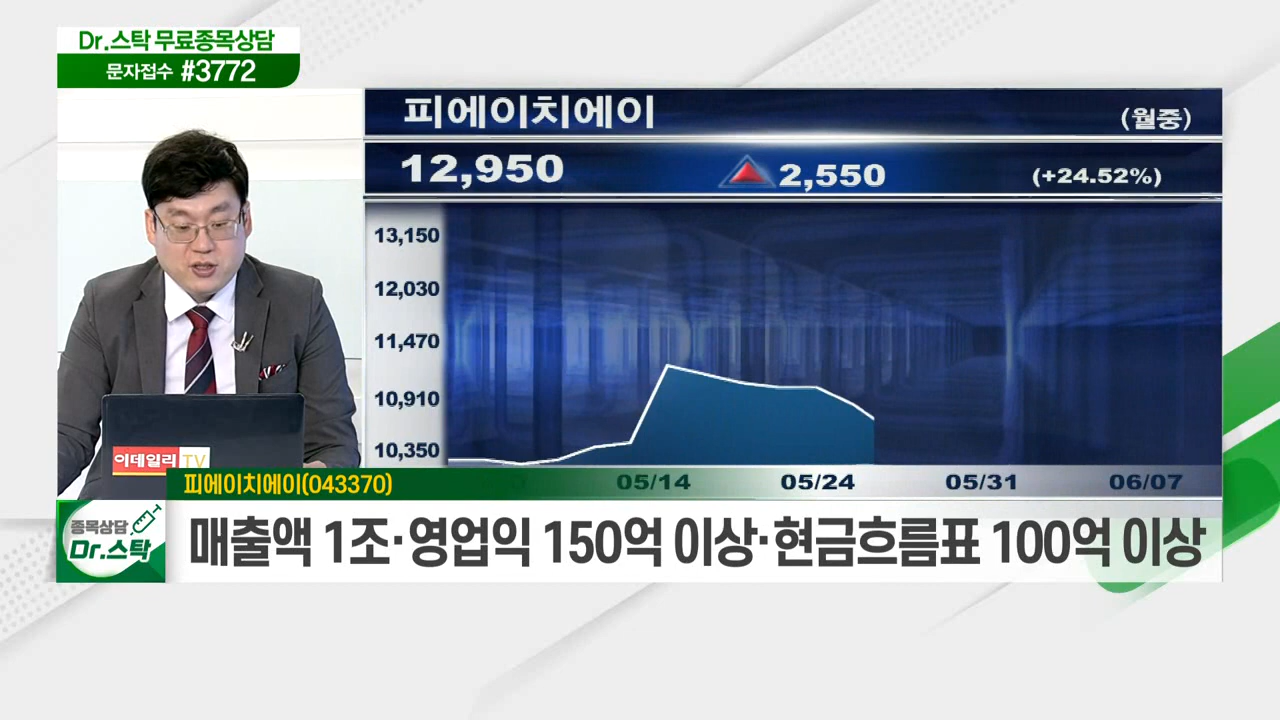 Dr.스탁 무료종목상담
문자접수 #3772
피에이치에이
(월중)
12,950
2,550
(+24.52%)
13,150
12,030
11,470
10,910
10,350
05/14
05/24
05/31
06/07
이데일리TV
피에이치에이(043370)
종목상담
Dr.스탁
매출액 1조·영업익 150억 이상·현금흐름표 100억 이상